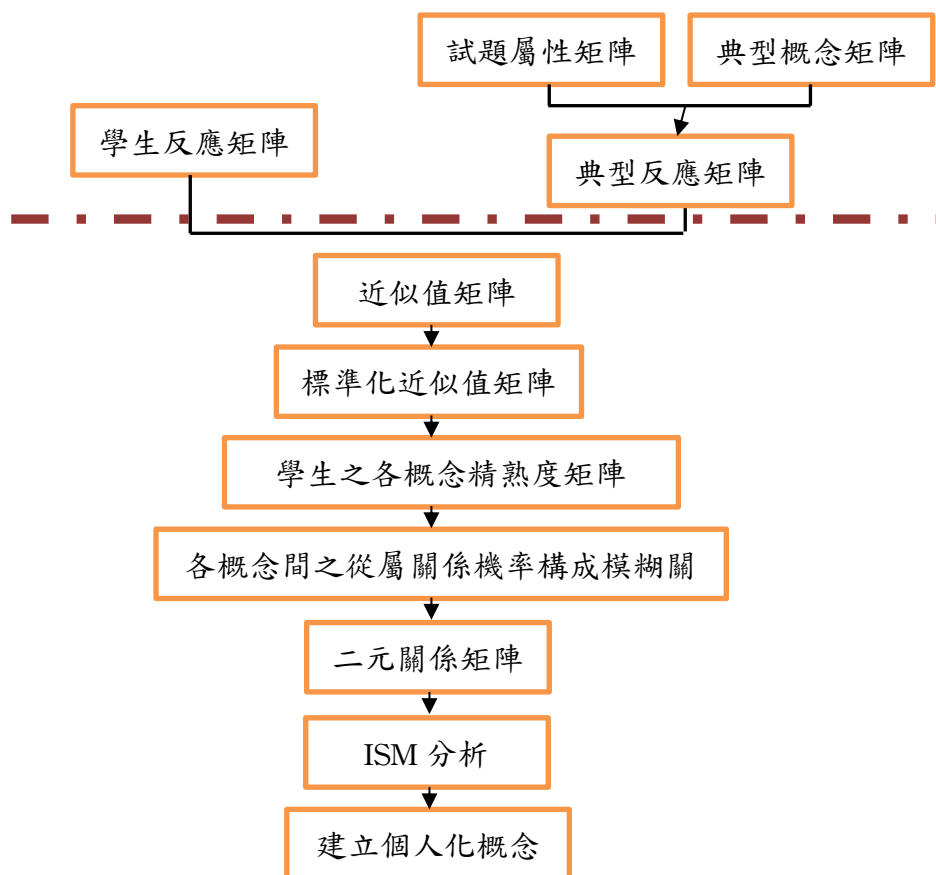 試題屬性矩陣
典型概念矩陣
學生反應矩陣
典型反應矩陣
近似值矩陣
標準化近似值矩陣
學生之各概念精熟度矩陣
各概念間之從屬關係機率構成模糊關
二元關係矩陣
ISM 分析
建立個人化概念